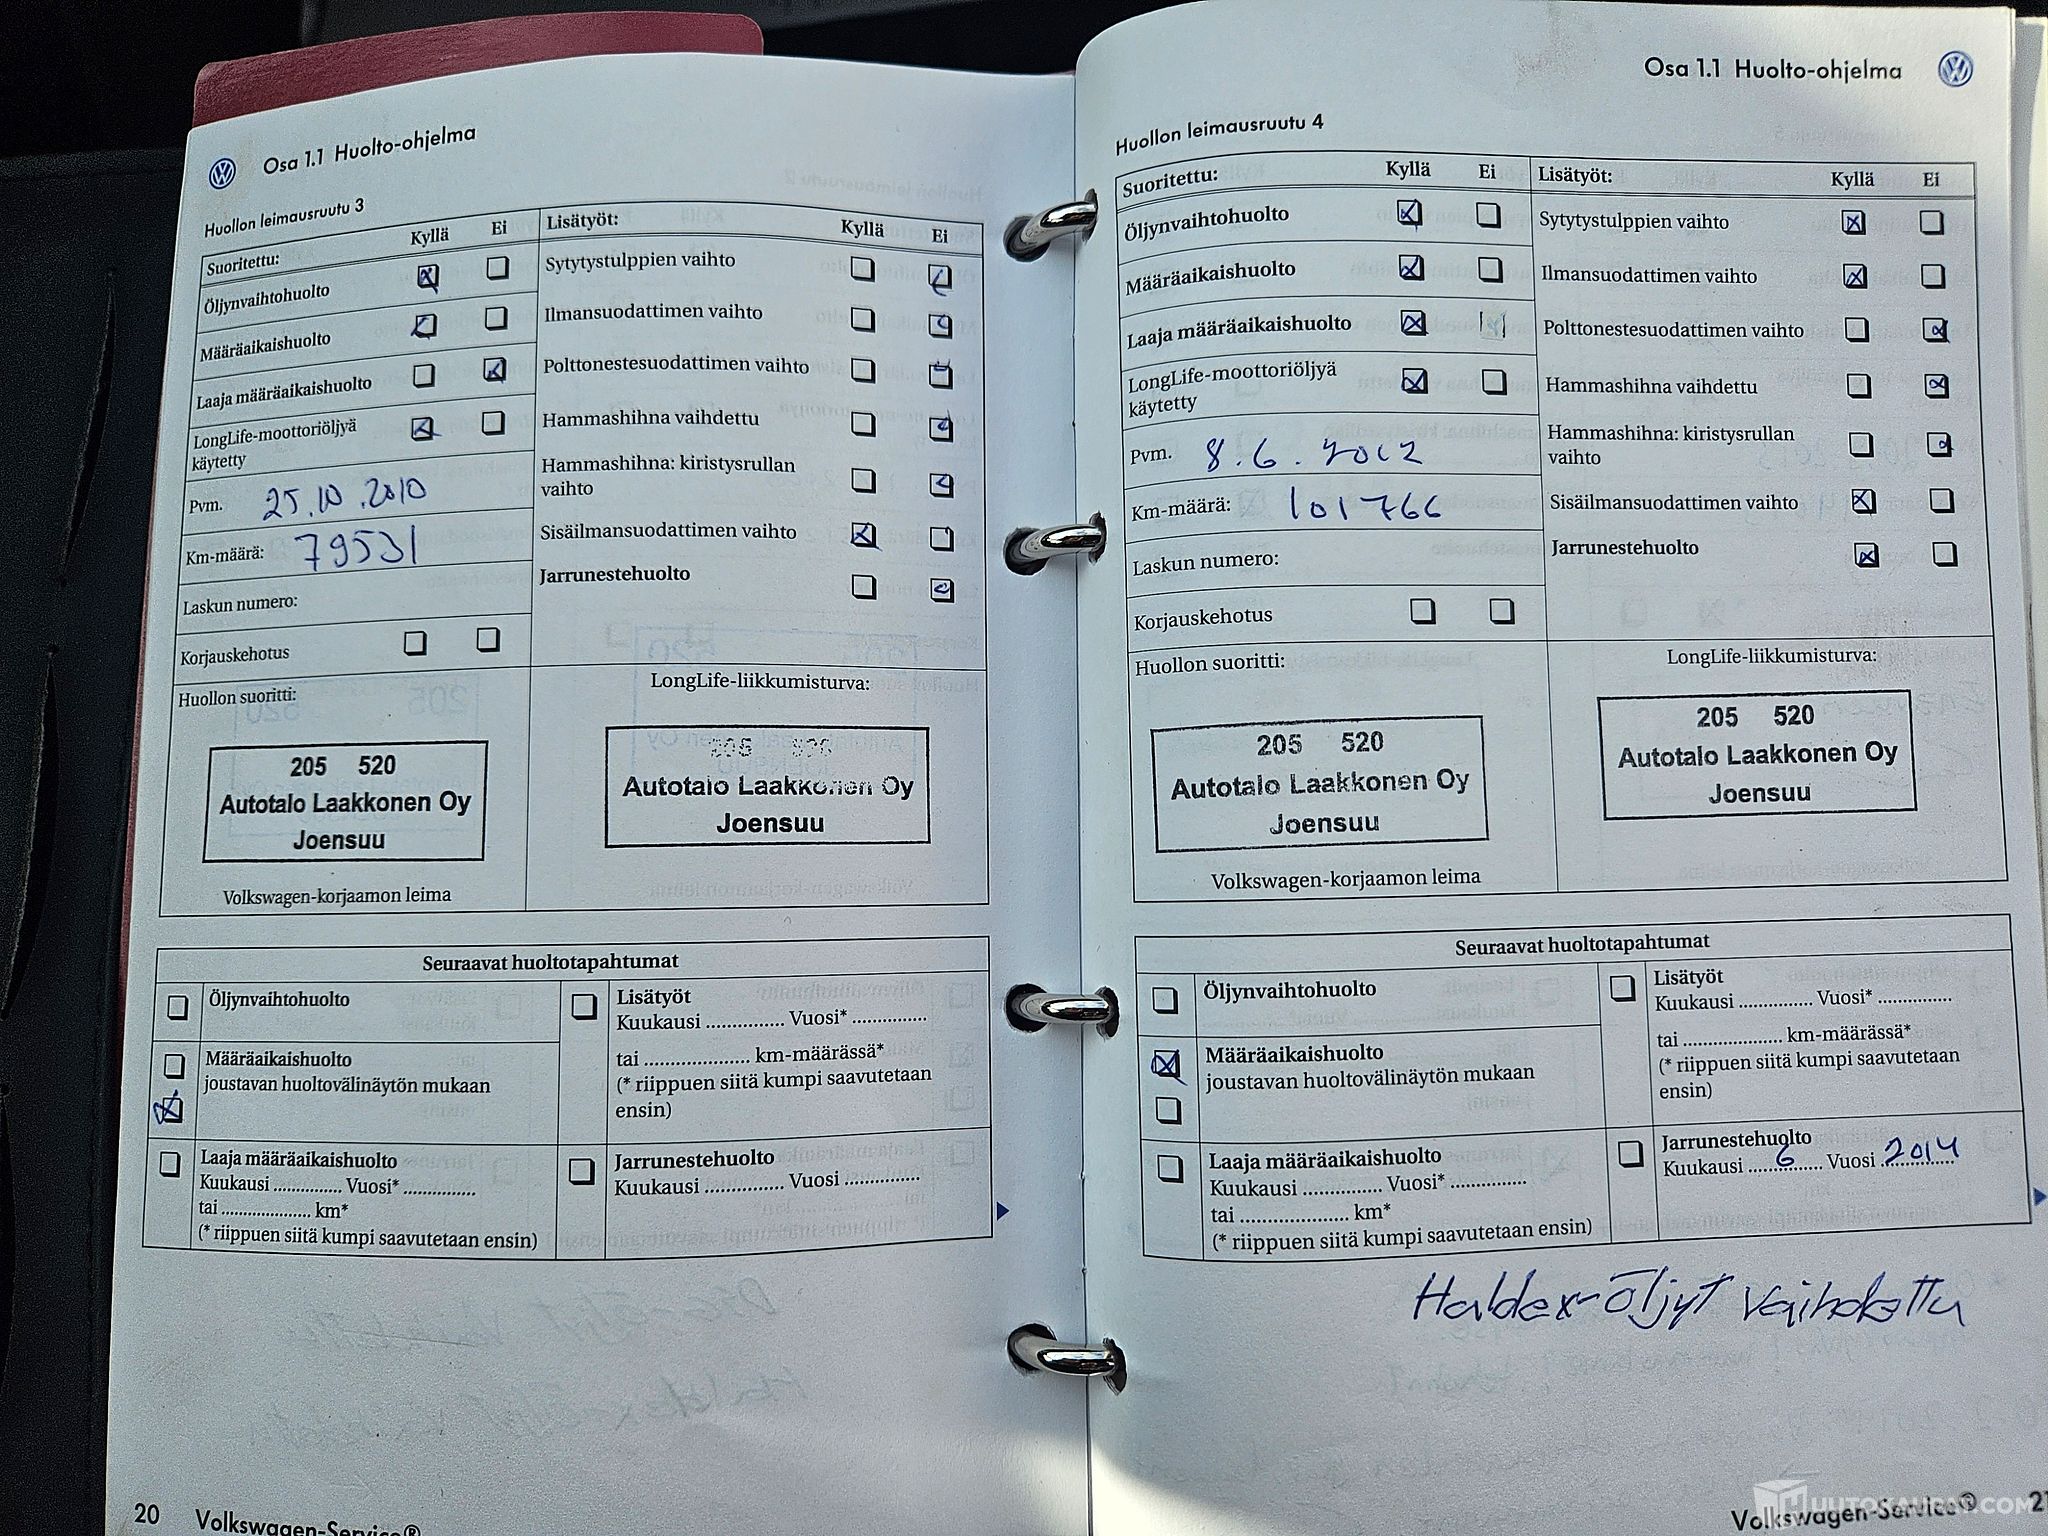 Osa 1.1 Huolto-ohjelma
Huollon leimausruutu 3
Suoritettu: Kyllä Ei
Öljynvaihtohuolto
Määräaikaishuolto
Laaja määräaikaishuolto
LongLife-moottoriöljyä
käytetty
Pvm. 25.10.2010
Km-määrä: 79531
Laskun numero:
Korjauskehotus
Lisätyöt: Kyllä Ei
Sytytystulppien vaihto
Ilmansuodattimen vaihto
Polttonestesuodattimen vaihto
Hammashihna vaihdettu
Hammashihna: kiristysrullan
vaihto
Sisäilmansuodattimen vaihto
Jarrunestehuolto
Huollon suoritti:
205 520
Autotalo Laakkonen Oy
Joensuu
Volkswagen-korjaamon leima
LongLife-liikkumisturva:
205 520
Autotalo Laakkonen Oy
Joensuu
Seuraavat huoltotapahtumat
Öljynvaihtohuolto
Määräaikaishuolto
joustavan huoltovälinäytön mukaan
Laaja määräaikaishuolto
Kuukausi .............. Vuosi* ...............
tai ..................... km*
(* riippuen siitä kumpi saavutetaan ensin)
Lisätyöt
Kuukausi ................ Vuosi* ...............
tai ..................... km-määrässä*
(* riippuen siitä kumpi saavutetaan
ensin)
Jarrunestehuolto
Kuukausi ................ Vuosi ...............
20 Volkswagen-Service®
Osa 1.1 Huolto-ohjelma
Huollon leimausruutu 4
Suoritettu: Kyllä Ei
Öljynvaihtohuolto
Määräaikaishuolto
Laaja määräaikaishuolto
LongLife-moottoriöljyä
käytetty
Pvm. 8.6.2012
Km-määrä: 101766
Laskun numero:
Korjauskehotus
Lisätyöt: Kyllä Ei
Sytytystulppien vaihto
Ilmansuodattimen vaihto
Polttonestesuodattimen vaihto
Hammashihna vaihdettu
Hammashihna: kiristysrullan
vaihto
Sisäilmansuodattimen vaihto
Jarrunestehuolto
Huollon suoritti:
205 520
Autotalo Laakkonen Oy
Joensuu
Volkswagen-korjaamon leima
LongLife-liikkumisturva:
205 520
Autotalo Laakkonen Oy
Joensuu
Seuraavat huoltotapahtumat
Öljynvaihtohuolto
Määräaikaishuolto
joustavan huoltovälinäytön mukaan
Laaja määräaikaishuolto
Kuukausi ................ Vuosi* ...............
tai ...................... km*
(* riippuen siitä kumpi saavutetaan ensin)
Lisätyöt
Kuukausi ............... Vuosi* ...............
tai ...................... km-määrässä*
(* riippuen siitä kumpi saavutetaan
ensin)
Jarrunestehuolto
Kuukausi 6 Vuosi 2014
Haldex-öljyt vaihdettu
Volkswagen-Service® 21
HUUTOKAUPAT.COM